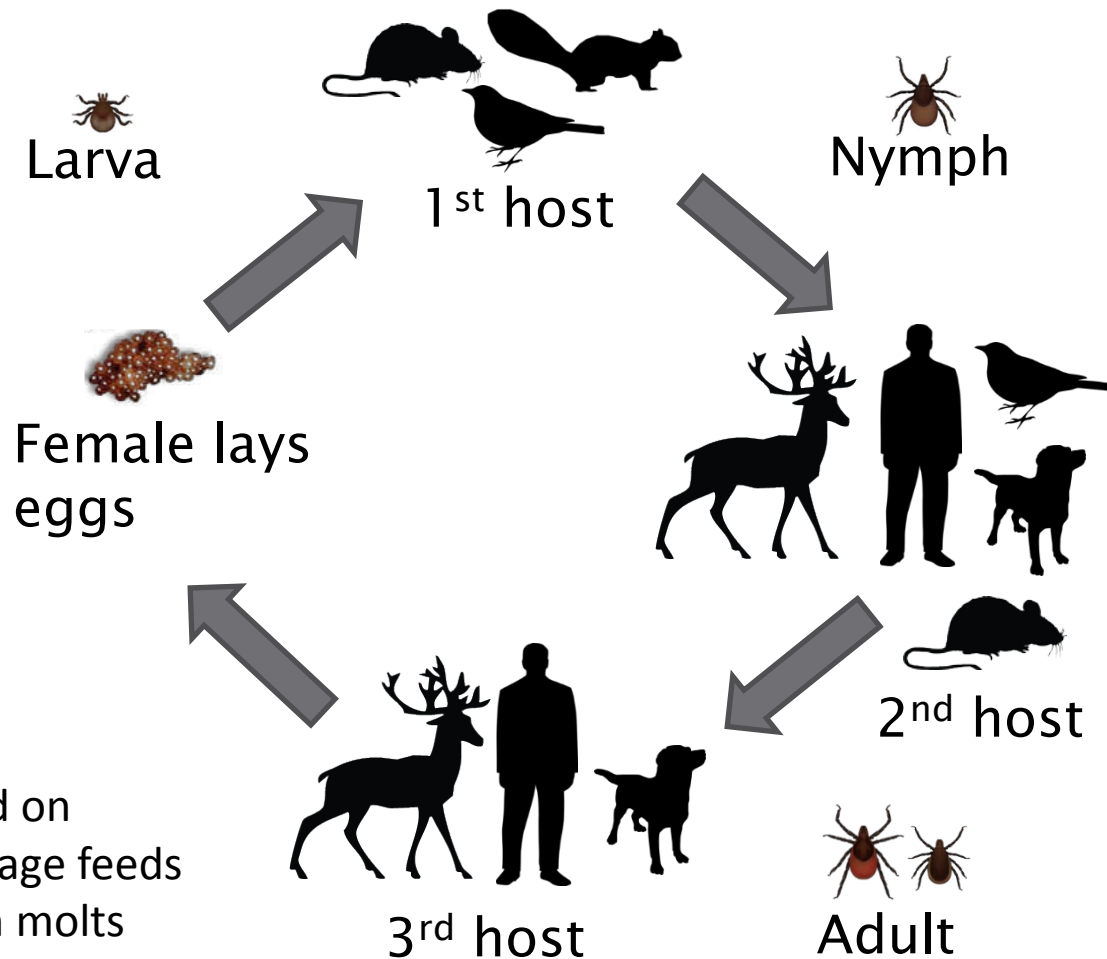 Larva
1st host
Nymph
Female lays
eggs
2nd host
d on
age feeds
molts
3rd host
Adult